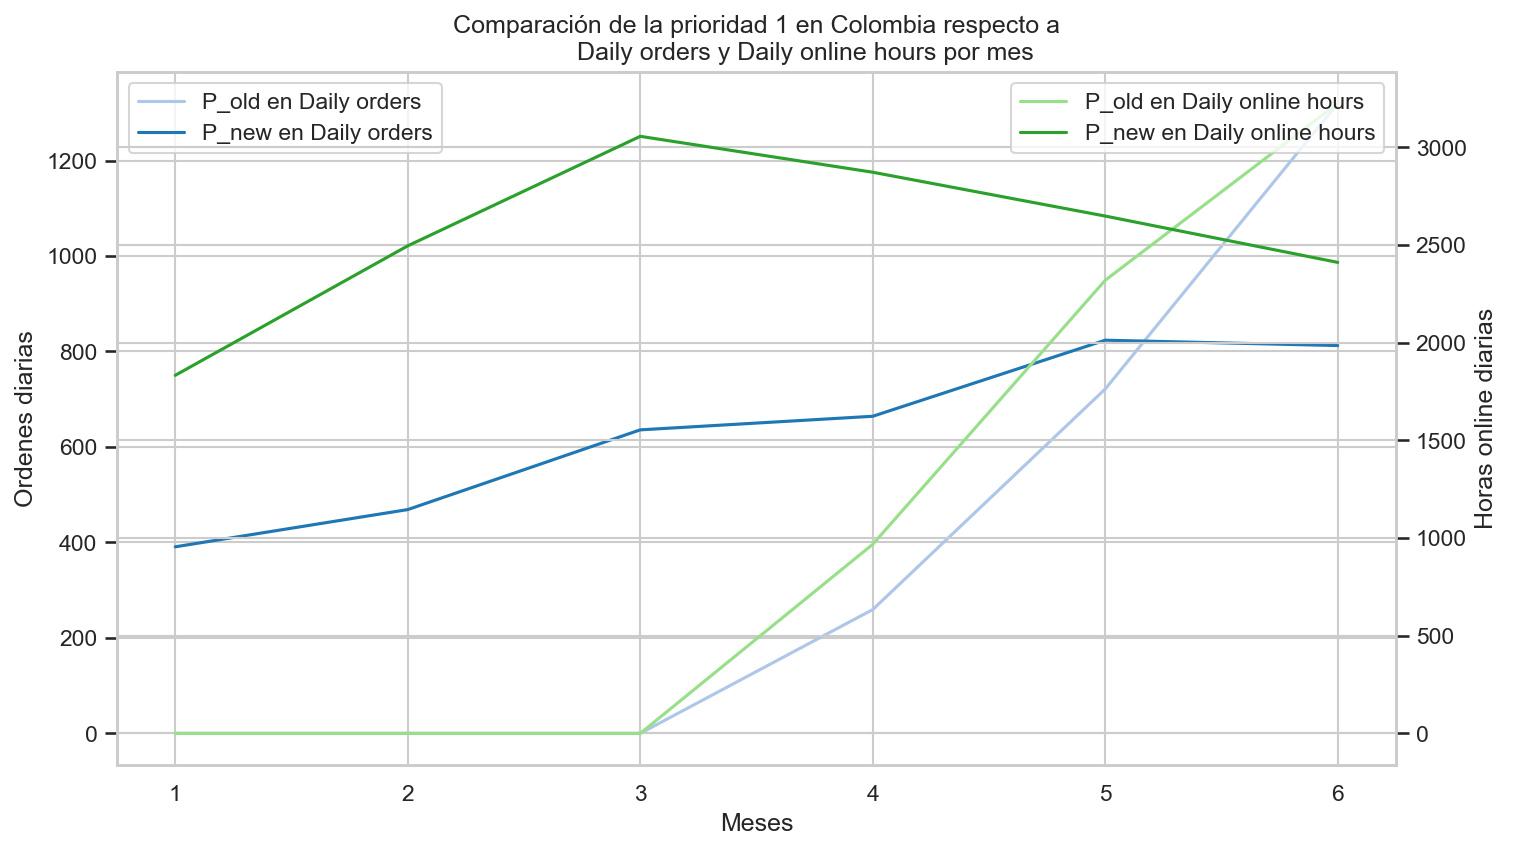 Comparación de la prioridad 1 en Colombia respecto a
Daily orders y Daily online hours por mes
P_old en Daily orders
P_new en Daily orders
P_old en Daily online hours
P_new en Daily online hours
Ordenes diarias
1200
1000
800
600
400
200
0
Horas online diarias
3000
2500
2000
1500
1000
500
0
1 2 3 4 5 6
Meses